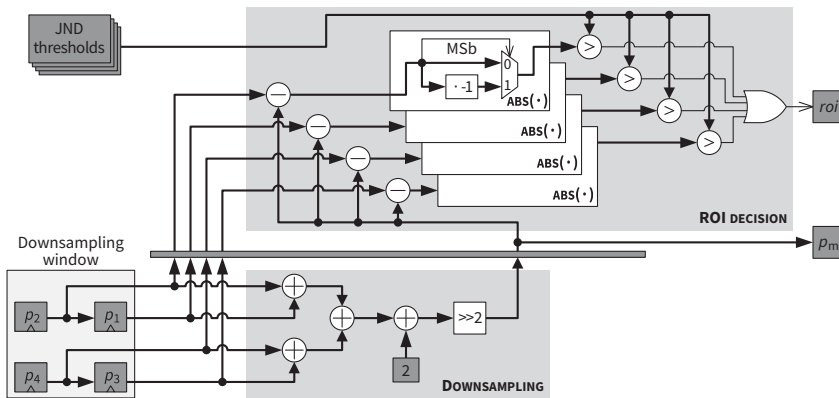 JND
thresholds
MSb
0
1
· -1
ABS(·)
ABS(·)
ABS(·)
ABS(·)
>
>
>
>
−
−
−
−
roi
ROI DECISION
pm
Downsampling
window
p2
p1
p4
p3
+
+
+
+
>>2
2
DOWNSAMPLING